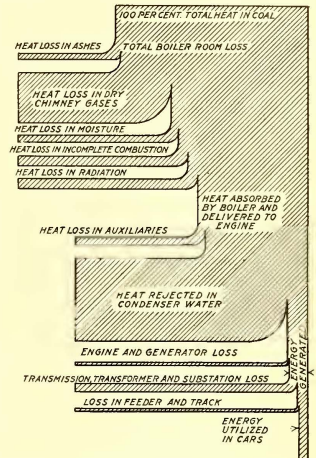 100 PER CENT. TOTAL HEAT IN COAL
HEAT LOSS IN ASHES
TOTAL BOILER ROOM LOSS
HEAT LOSS IN DRY
CHIMNEY GASES
HEAT LOSS IN MOISTURE
HEAT LOSS IN INCOMPLETE COMBUSTION
HEAT LOSS IN RADIATION
HEAT ABSORBED
BY BOILER AND
DELIVERED TO
ENGINE
HEAT LOSS IN AUXILIARIES
HEAT REJECTED IN
CONDENSER WATER
ENGINE AND GENERATOR LOSS
ENERGY
GENERATED
TRANSMISSION, TRANSFORMER AND SUBSTATION LOSS
LOSS IN FEEDER AND TRACK
ENERGY
UTILIZED
IN CARS